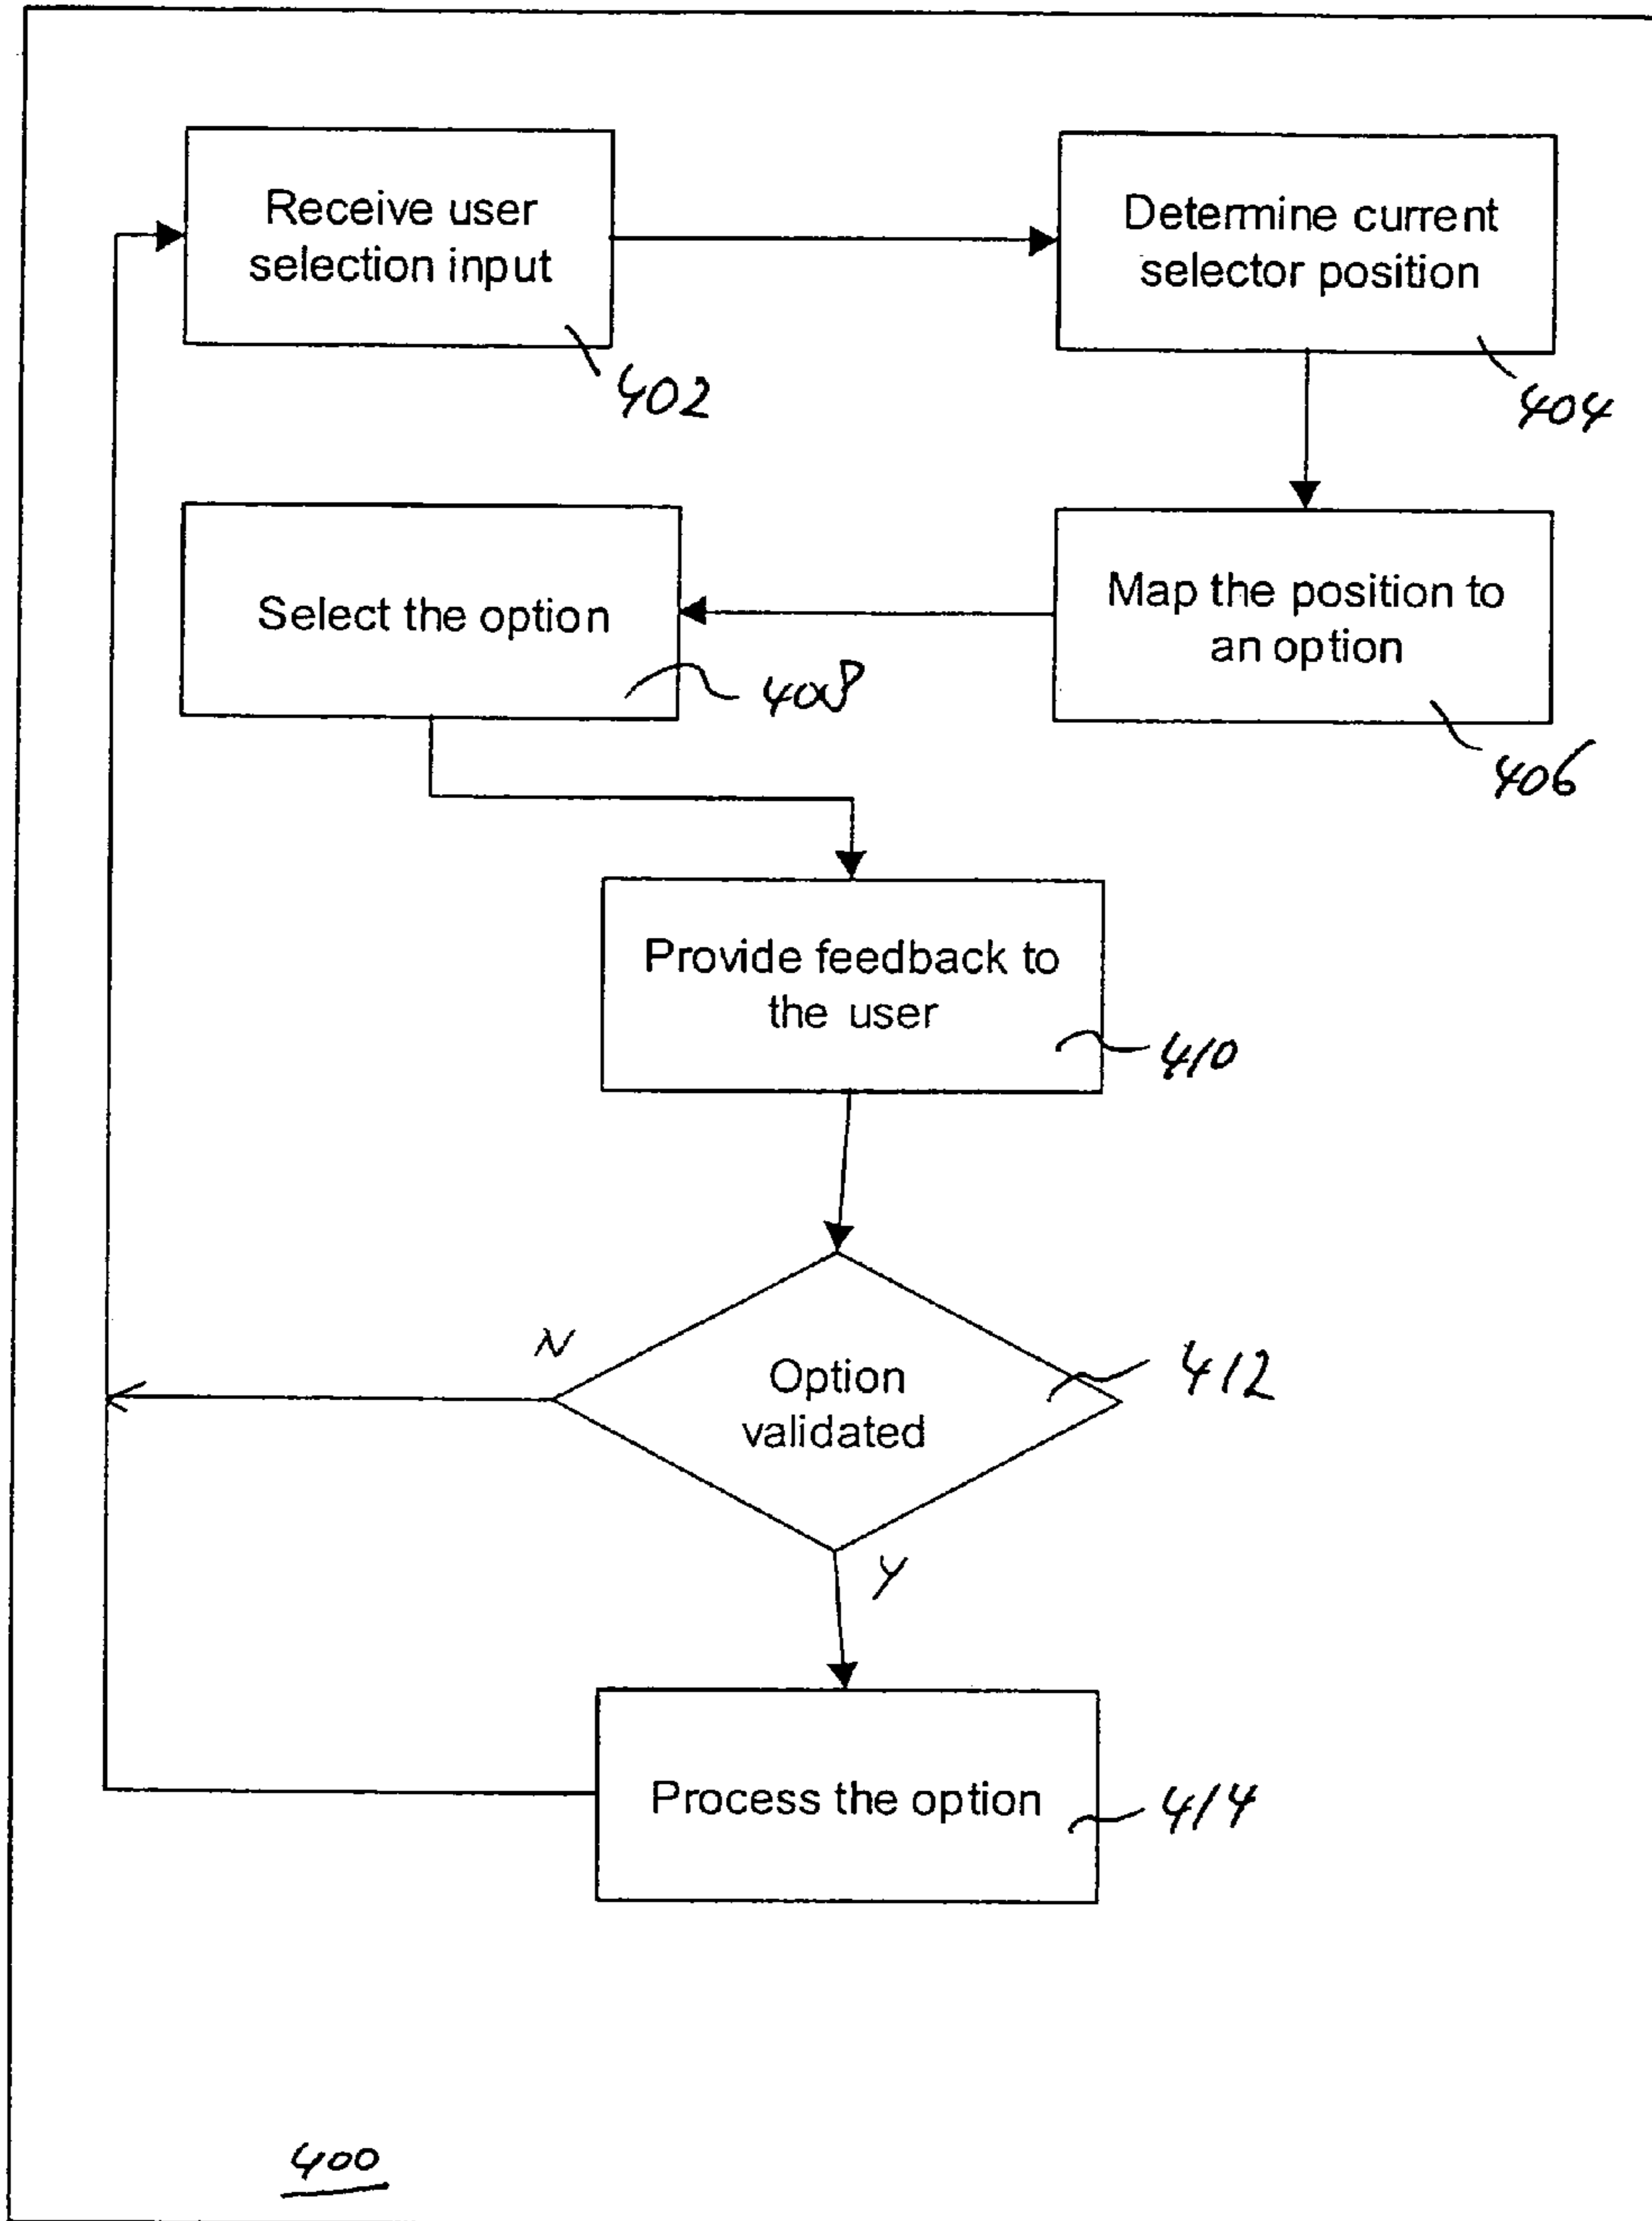 Receive user
selection input
402
Determine current
selector position
404
Select the option
408
Map the position to
an option
406
Provide feedback to
the user
410
N
Option
validated
412
Y
Process the option
414
400